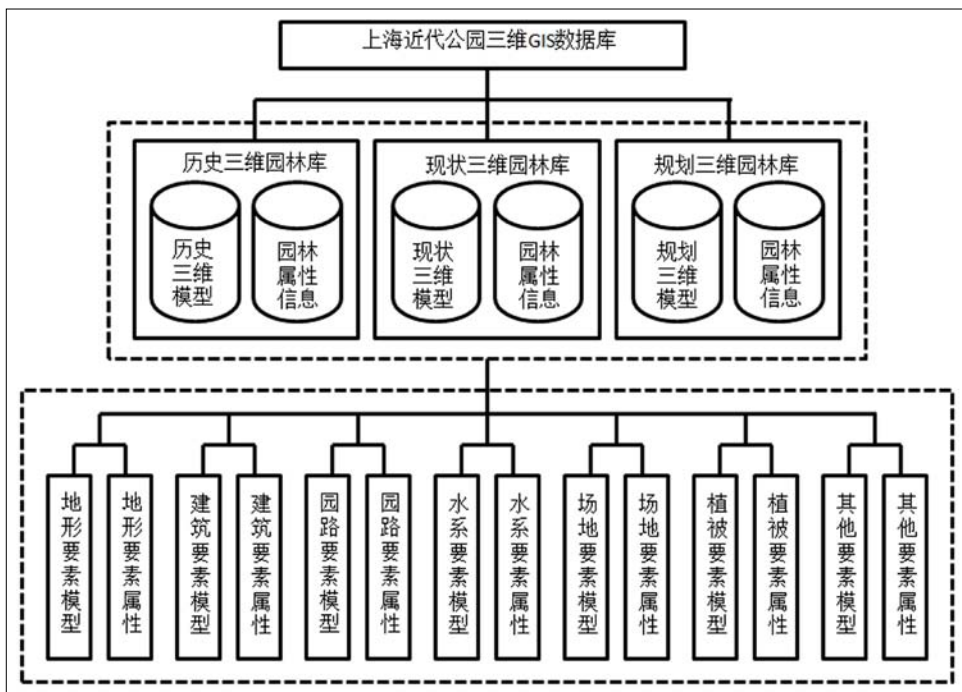 上海近代公园三维GIS数据库
历史三维园林库
历史
三维
模型
园林
属性
信息
现状三维园林库
现状
三维
模型
园林
属性
信息
规划三维园林库
规划
三维
模型
园林
属性
信息
地形要素模型
地形要素属性
建筑要素模型
建筑要素属性
园路要素模型
园路要素属性
水系要素模型
水系要素属性
场地要素模型
场地要素属性
植被要素模型
植被要素属性
其他要素模型
其他要素属性